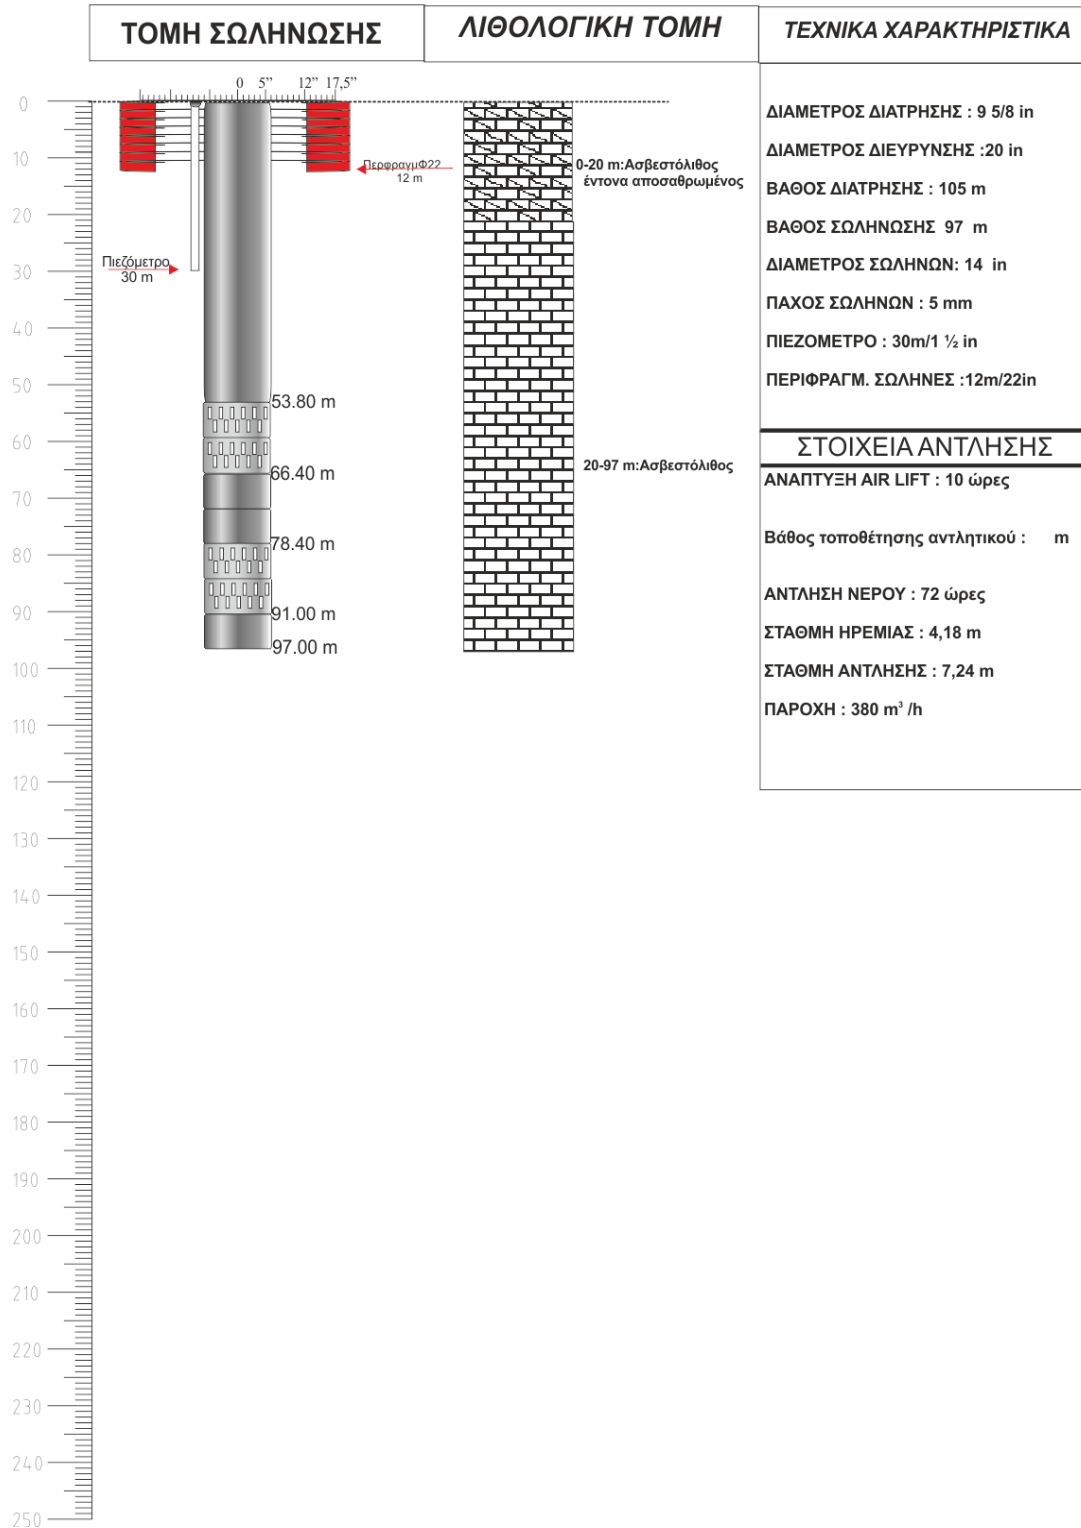 ΤΟΜΗ ΣΩΛΗΝΩΣΗΣ
ΛΙΘΟΛΟΓΙΚΗ ΤΟΜΗ
ΤΕΧΝΙΚΑ ΧΑΡΑΚΤΗΡΙΣΤΙΚΑ
0 5’’ 12’’ 17,5’’
0
10
20
30
40
50
60
70
80
90
100
110
120
130
140
150
160
170
180
190
200
210
220
230
240
250
ΠερφραγμΦ22
12 m
Πιεζόμετρο
30 m
53.80 m
66.40 m
78.40 m
91.00 m
97.00 m
0-20 m:Ασβεστόλιθος
έντονα αποσαθρωμένος
20-97 m:Ασβεστόλιθος
ΔΙΑΜΕΤΡΟΣ ΔΙΑΤΡΗΣΗΣ : 9 5/8 in
ΔΙΑΜΕΤΡΟΣ ΔΙΕΥΡΥΝΣΗΣ :20 in
ΒΑΘΟΣ ΔΙΑΤΡΗΣΗΣ : 105 m
ΒΑΘΟΣ ΣΩΛΗΝΩΣΗΣ 97 m
ΔΙΑΜΕΤΡΟΣ ΣΩΛΗΝΩΝ: 14 in
ΠΑΧΟΣ ΣΩΛΗΝΩΝ : 5 mm
ΠΙΕΖΟΜΕΤΡΟ : 30m/1 ½ in
ΠΕΡΙΦΡΑΓΜ. ΣΩΛΗΝΕΣ :12m/22in
ΣΤΟΙΧΕΙΑ ΑΝΤΛΗΣΗΣ
ΑΝΑΠΤΥΞΗ AIR LIFT : 10 ώρες
Βάθος τοποθέτησης αντλητικού : m
ΑΝΤΛΗΣΗ ΝΕΡΟΥ : 72 ώρες
ΣΤΑΘΜΗ ΗΡΕΜΙΑΣ : 4,18 m
ΣΤΑΘΜΗ ΑΝΤΛΗΣΗΣ : 7,24 m
ΠΑΡΟΧΗ : 380 m³ /h